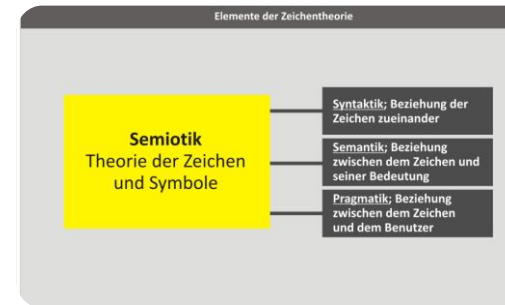 Elemente der Zeichentheorie
Semiotik
Theorie der Zeichen
und Symbole
Syntaktik; Beziehung der
Zeichen zueinander
Semantik; Beziehung
zwischen dem Zeichen und
seiner Bedeutung
Pragmatik; Beziehung
zwischen dem Zeichen
und dem Benutzer